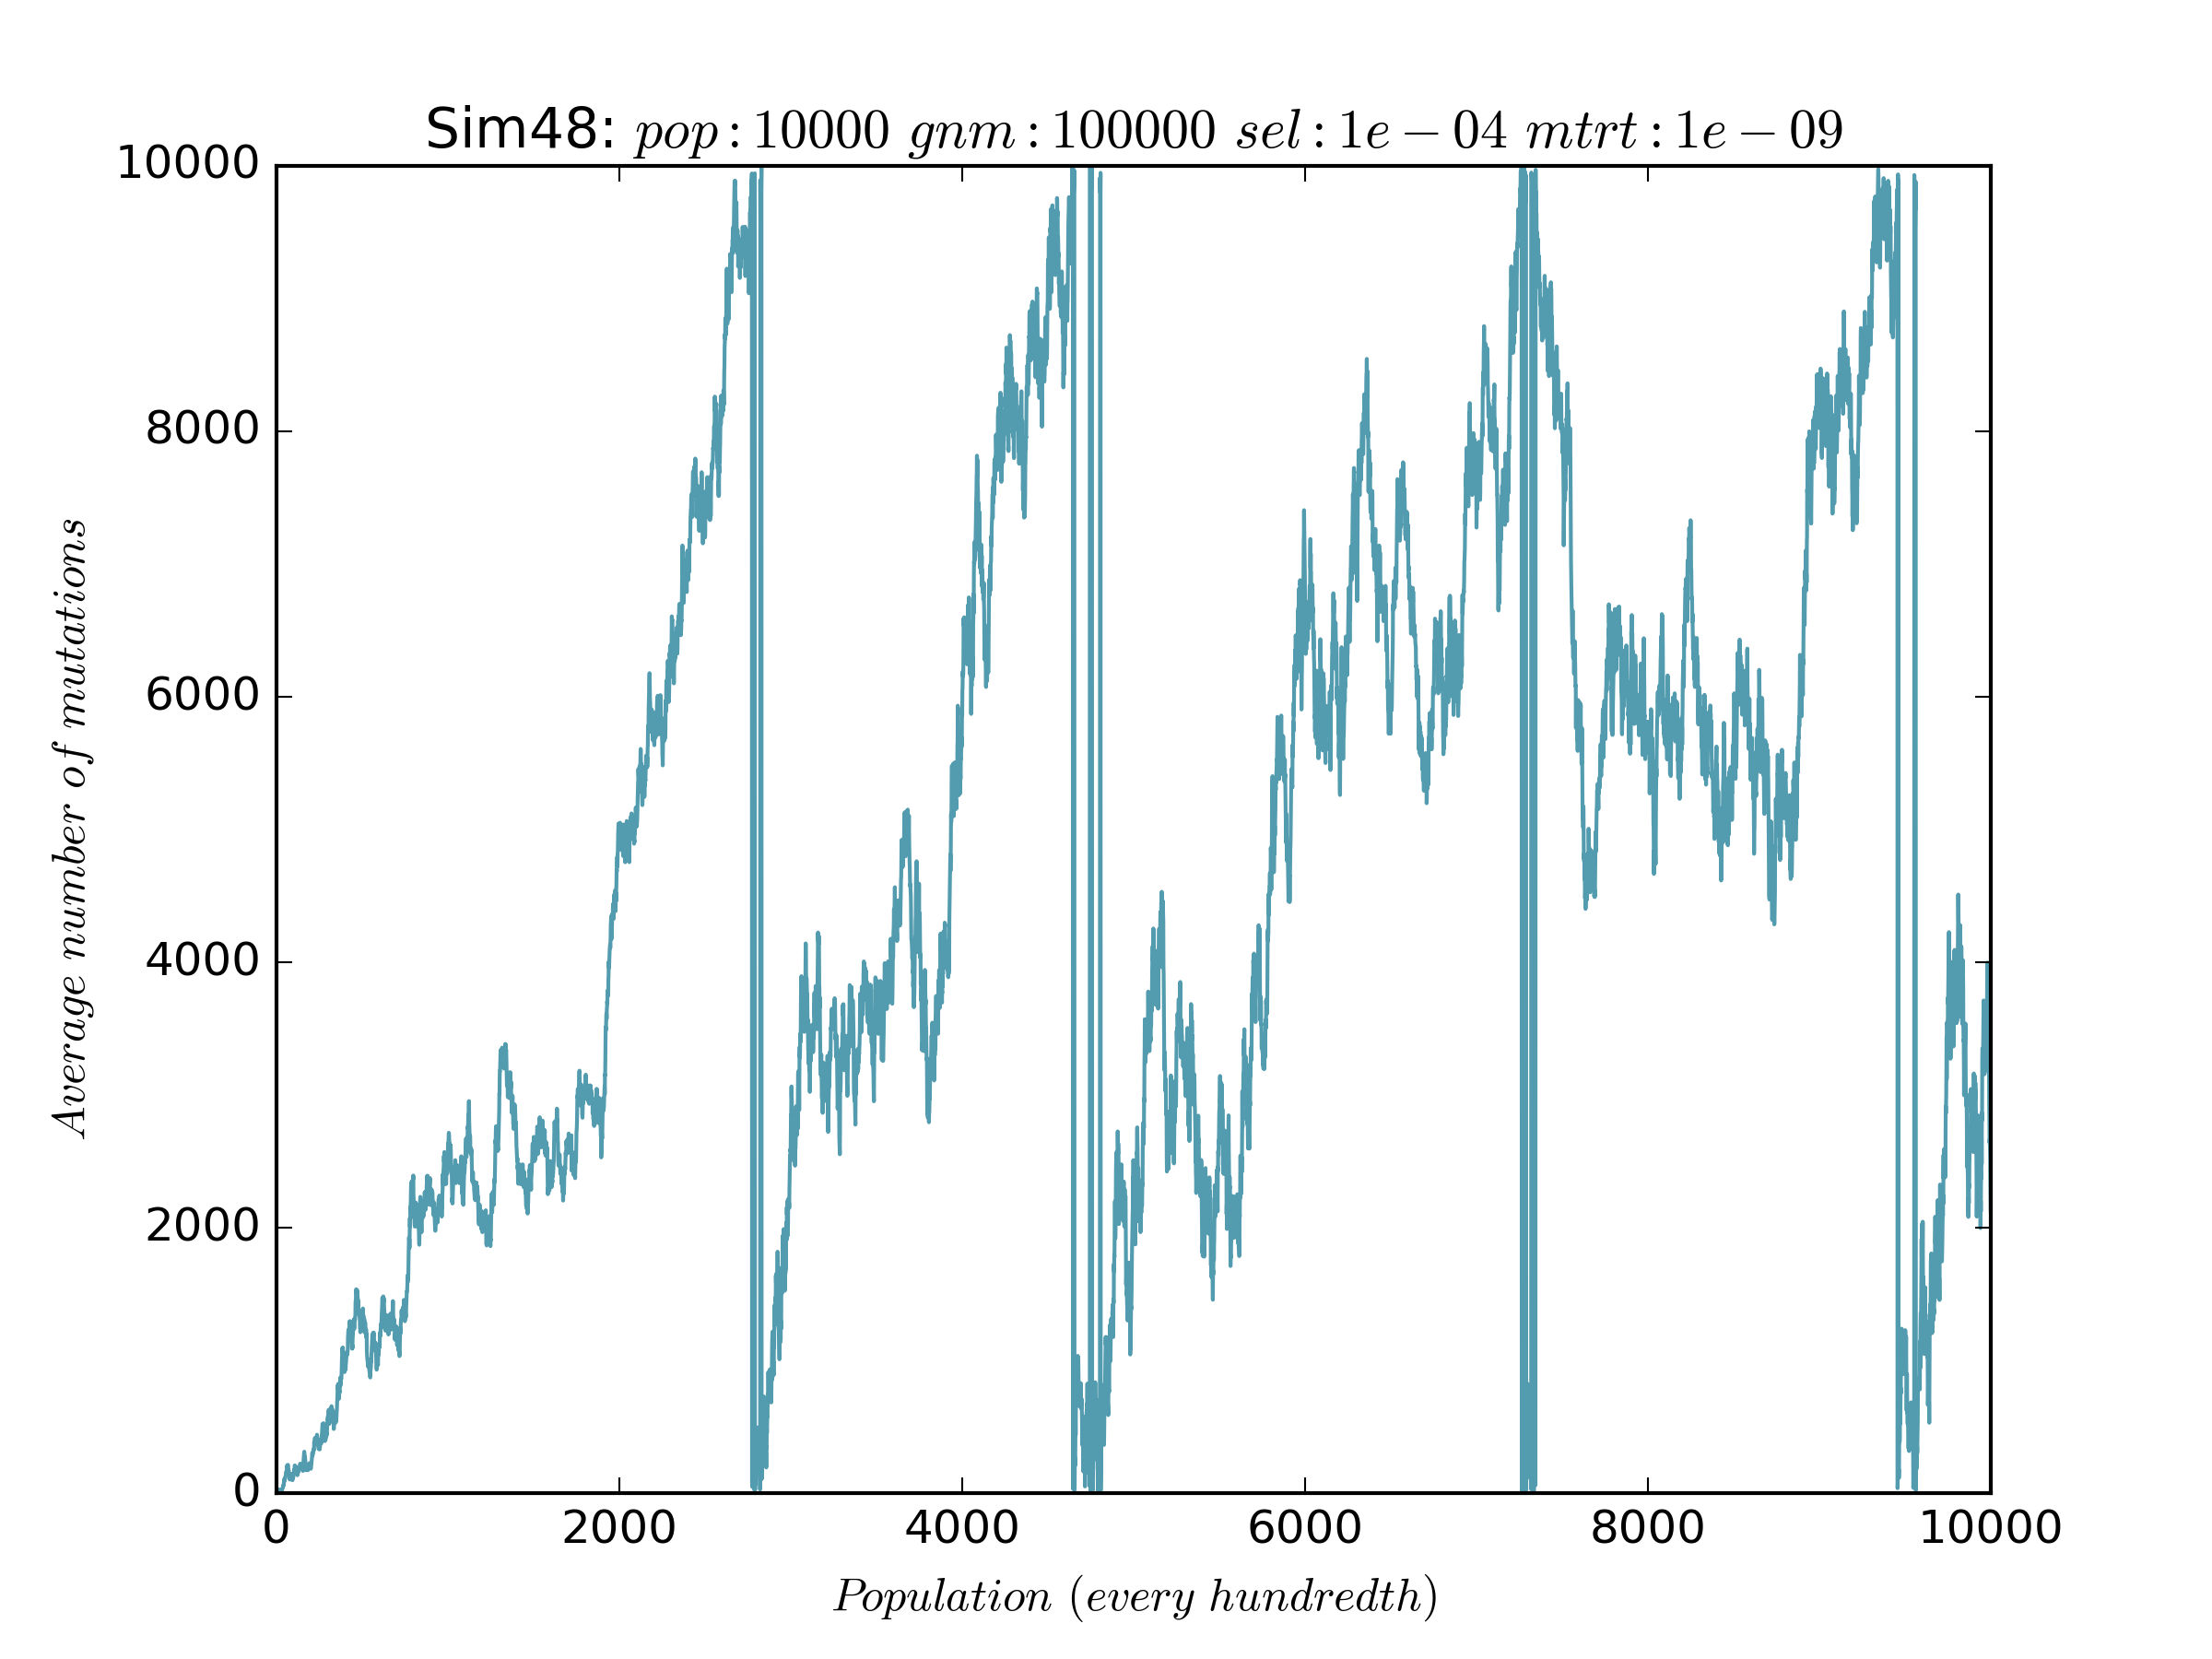 Sim48: pop : 10000 gnm : 100000 sel : 1e − 04 mtrt : 1e − 09
10000
8000
6000
4000
2000
0
Average number of mutations
0 2000 4000 6000 8000 10000
Population (every hundredth)